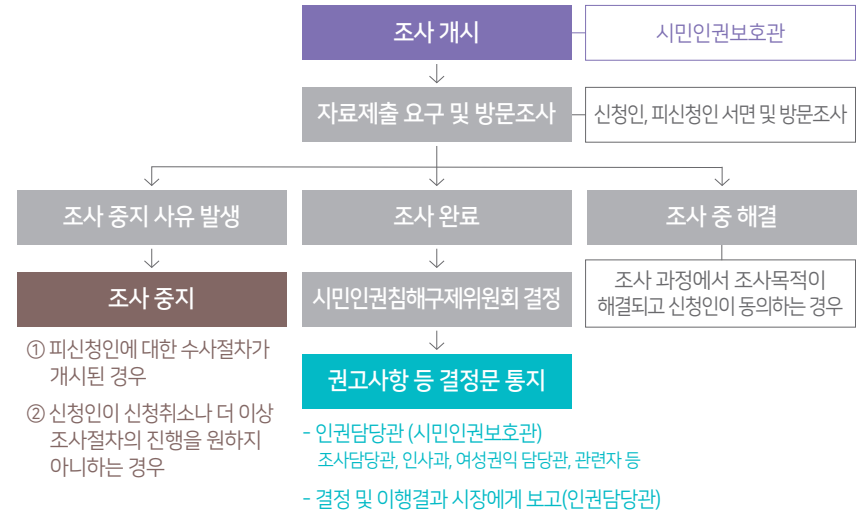 조사 개시
시민인권보호관
자료제출 요구 및 방문조사
신청인, 피신청인 서면 및 방문조사
조사 중지 사유 발생
조사 완료
조사 중 해결
조사 중지
시민인권침해구제위원회 결정
조사 과정에서 조사목적이
해결되고 신청인이 동의하는 경우
① 피신청인에 대한 수사절차가
개시된 경우
② 신청인이 신청취소나 더 이상
조사절차의 진행을 원하지
아니하는 경우
권고사항 등 결정문 통지
- 인권담당관 (시민인권보호관)
조사담당관, 인사과, 여성권익 담당관, 관련자 등
- 결정 및 이행결과 시장에게 보고(인권담당관)